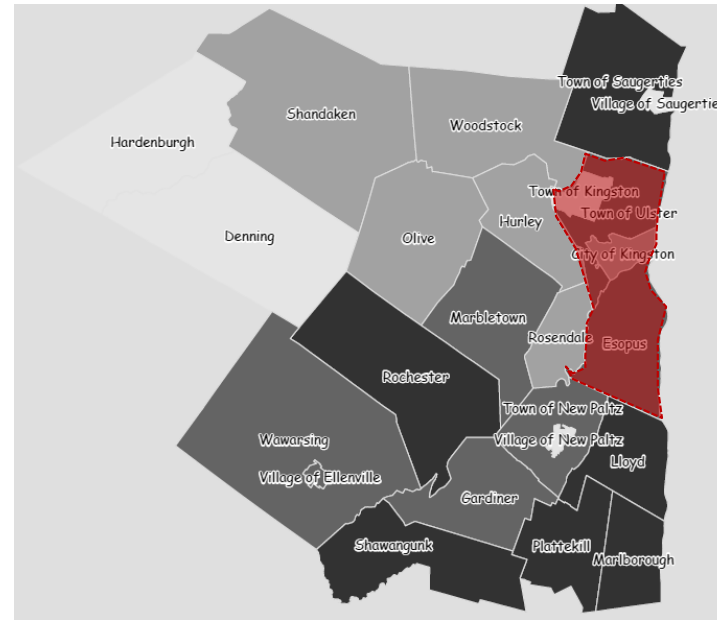 Town of Saugerties
Village of Saugertie
Shandaken
Woodstock
Hardenburgh
Town of Kingston
Town of Ulster
Hurley
Denning
Olive
City of Kingston
Marbletown
Rosendale
Esopus
Rochester
Town of New Paltz
Wawarsing
Village of New Paltz
Lloyd
Village of Ellenville
Gardiner
Shawangunk
Plattekill
Marlborough